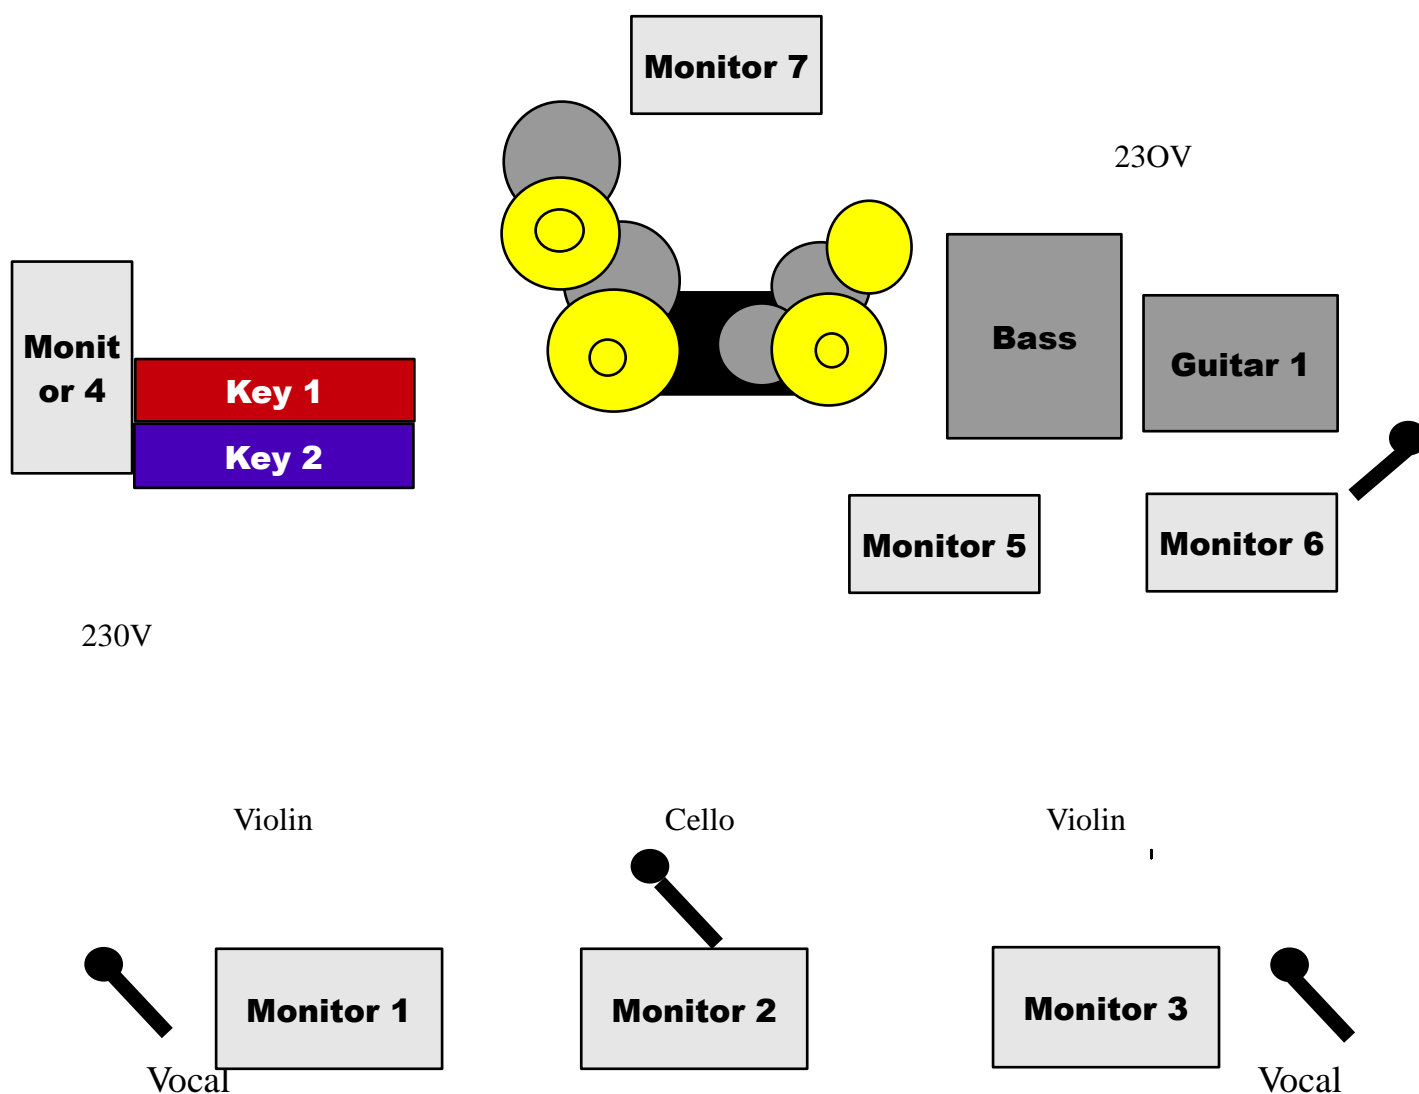 Monitor 7
23OV
Monit
or 4
Key 1
Key 2
Bass
Guitar 1
Monitor 5
Monitor 6
230V
Violin
Cello
Violin
Monitor 1
Monitor 2
Monitor 3
Vocal
Vocal